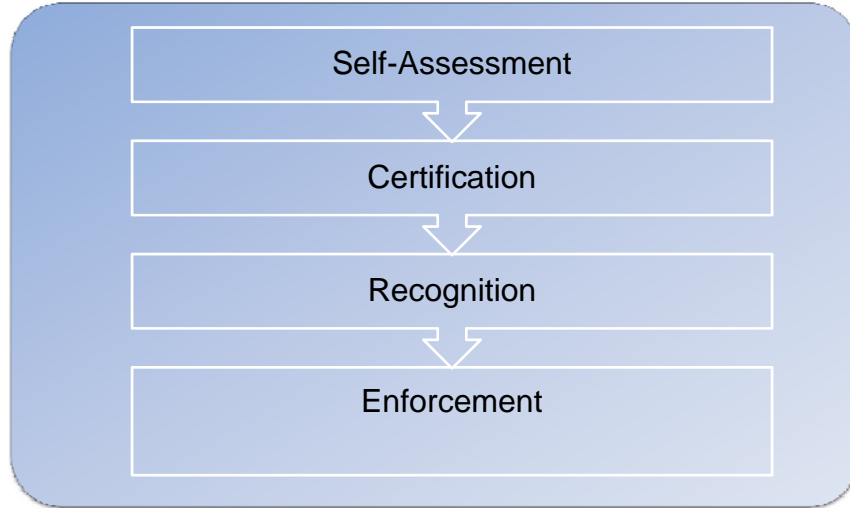 Self-Assessment
Certification
Recognition
Enforcement